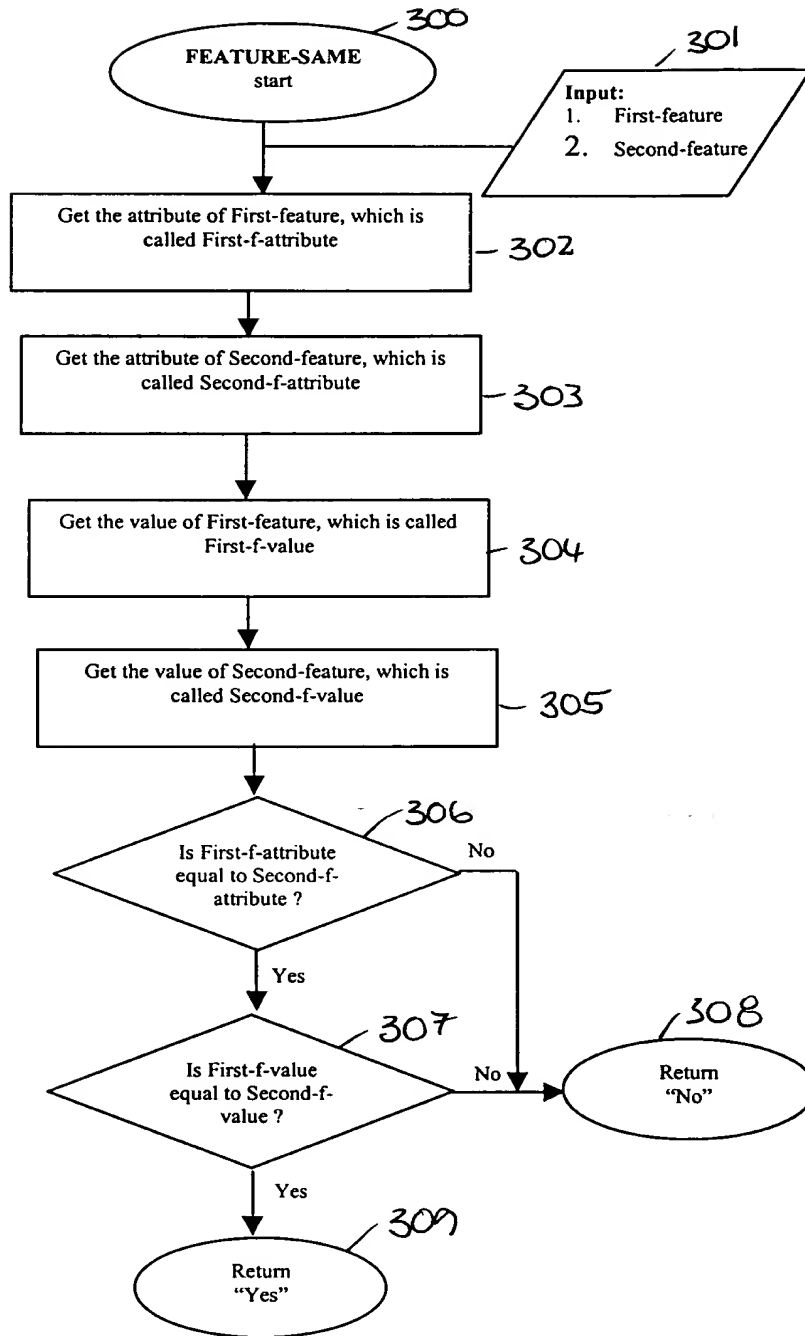 300
FEATURE-SAME
start
301
Input:
1. First-feature
2. Second-feature
Get the attribute of First-feature, which is
called First-f-attribute
302
Get the attribute of Second-feature, which is
called Second-f-attribute
303
Get the value of First-feature, which is called
First-f-value
304
Get the value of Second-feature, which is
called Second-f-value
305
306
Is First-f-attribute
equal to Second-f-
attribute ?
No
Yes
307
Is First-f-value
equal to Second-f-
value ?
No
308
Return
“No”
Yes
309
Return
“Yes”